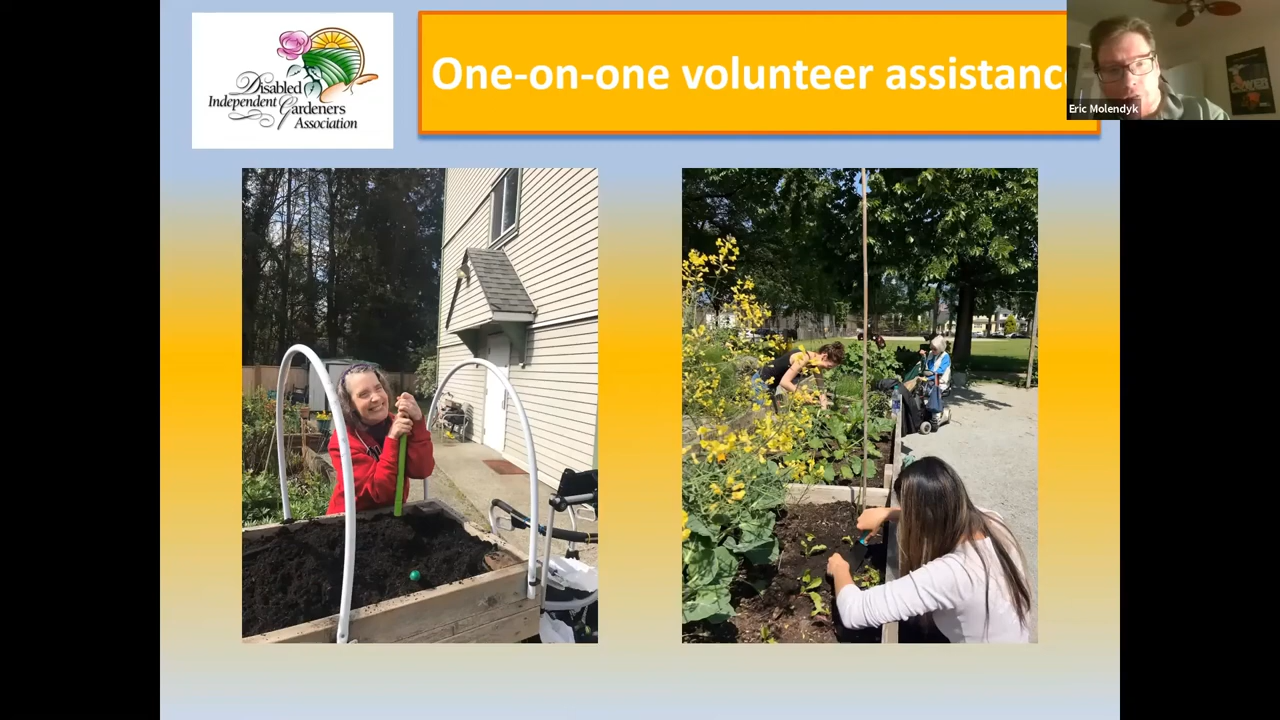 Disabled
Independent Gardeners
Association
One-on-one volunteer assistanc
Eric Molendyk